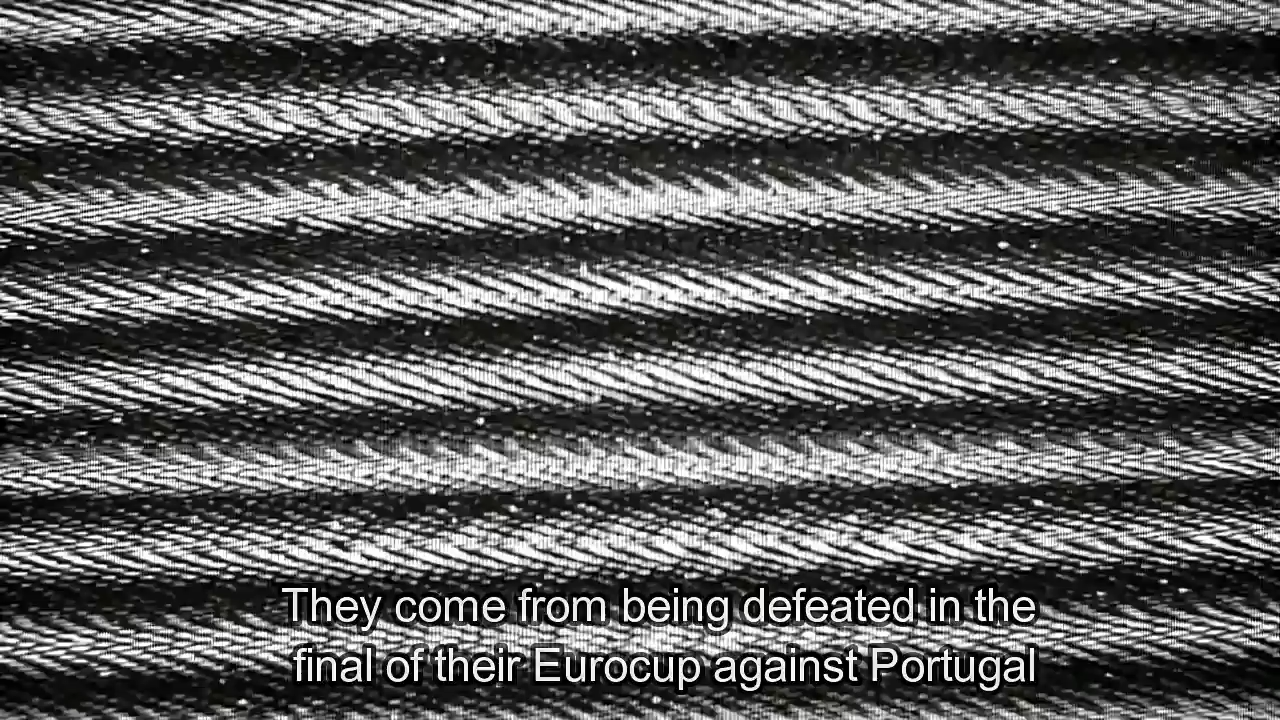 They come from being defeated in the
final of their Eurocup against Portugal